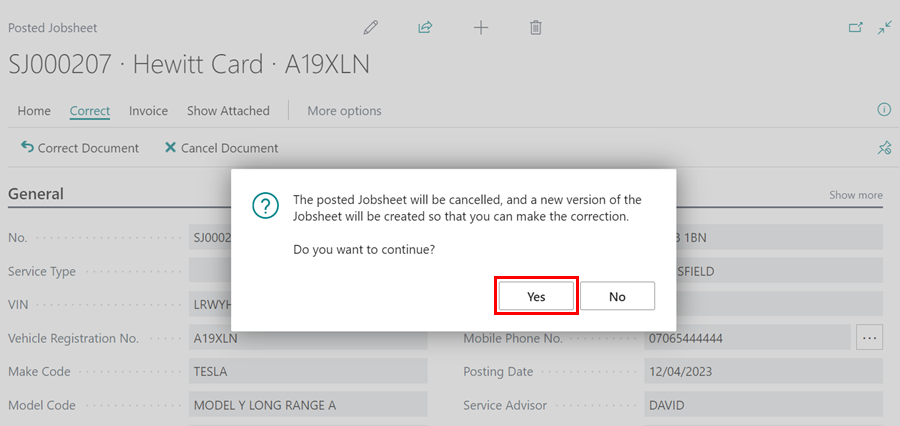 Posted Jobsheet
SJ000207 · Hewitt Card · A19XLN
Home Correct Invoice Show Attached More options
Correct Document Cancel Document
General Show more
The posted Jobsheet will be cancelled, and a new version of the
Jobsheet will be created so that you can make the correction.
Do you want to continue?
Yes No
No. SJ0002 1BN
Service Type SFIELD
VIN LRWYH
Vehicle Registration No. A19XLN Mobile Phone No. 07065444444
Make Code TESLA Posting Date 12/04/2023
Model Code MODEL Y LONG RANGE A Service Advisor DAVID